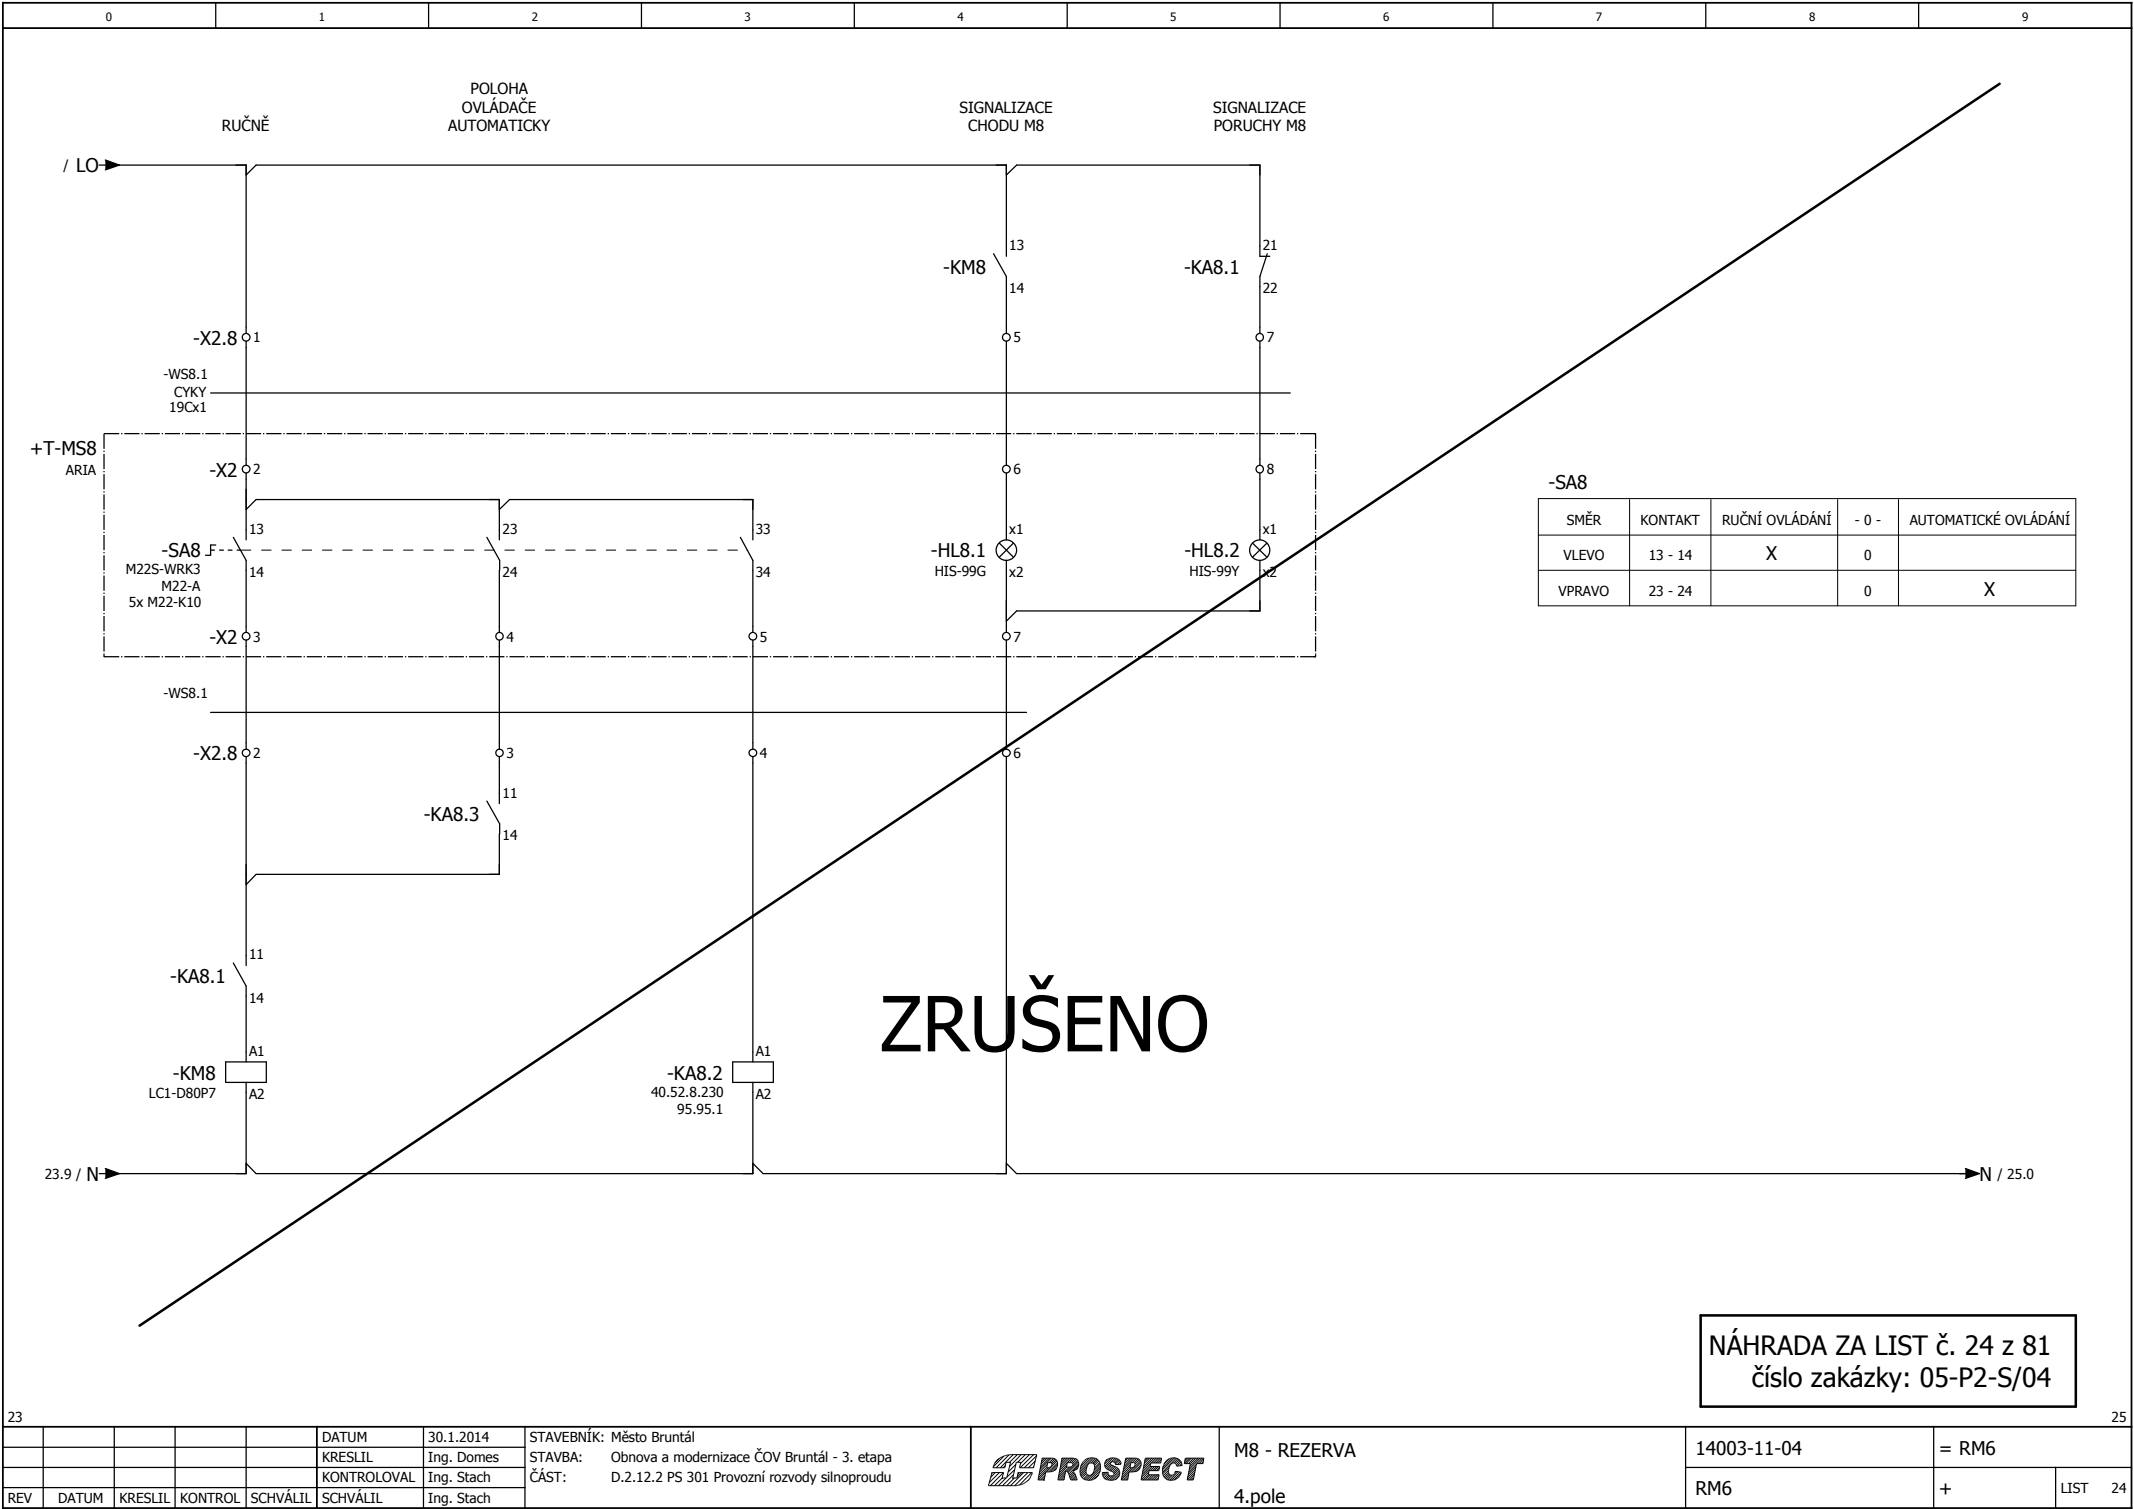 0 1 2 3 4 5 6 7 8 9
RUČNĚ
POLOHA
OVLÁDAČE
AUTOMATICKY
SIGNALIZACE
CHODU M8
SIGNALIZACE
PORUCHY M8
/ LO
13
-KM8
14
21
-KA8.1
22
-X2.8 1
5
7
-WS8.1
CYKY
19Cx1
+T-MS8
ARIA
-X2 2
6
8
13
-SA8
M22S-WRK3
M22-A
5x M22-K10
14
23
24
33
34
x1
-HL8.1
HIS-99G
x2
x1
-HL8.2
HIS-99Y
x2
-X2 3
4
5
7
-SA8
SMĚR KONTAKT RUČNÍ OVLÁDÁNÍ - 0 - AUTOMATICKÉ OVLÁDÁNÍ
VLEVO 13 - 14 X 0
VPRAVO 23 - 24 0 X
-WS8.1
-X2.8 2
3
4
6
11
-KA8.3
14
11
-KA8.1
14
ZRUŠENO
A1
-KM8
LC1-D80P7
A2
A1
-KA8.2
40.52.8.230
95.95.1
A2
23.9 / N
N / 25.0
NÁHRADA ZA LIST č. 24 z 81
číslo zakázky: 05-P2-S/04
23
25
DATUM 30.1.2014
KRESLIL Ing. Domes
KONTROLOVAL Ing. Stach
REV DATUM KRESLIL KONTROL SCHVÁLIL SCHVÁLIL Ing. Stach
STAVEBNÍK: Město Bruntál
STAVBA: Obnova a modernizace ČOV Bruntál - 3. etapa
ČÁST: D.2.12.2 PS 301 Provozní rozvody silnoproudu
PROSPECT
M8 - REZERVA
4.pole
14003-11-04
RM6
= RM6
+
LIST 24